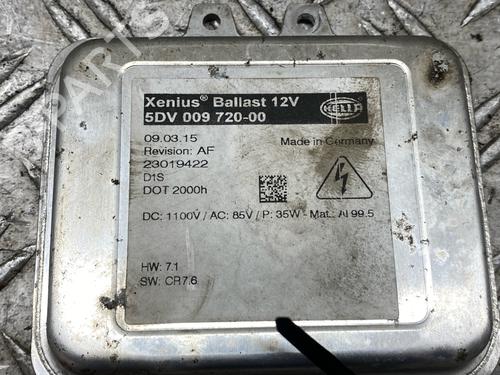 Xenius® Ballast 12V
5DV 009 720-00
HELLA
09.03.15
Made in Germany
Revision: AF
23019422
D1S
DOT 2000h
DC: 1100V / AC: 85V / P: 35W - Mat.: Al 99.5
HW: 7.1
SW: CR7.6